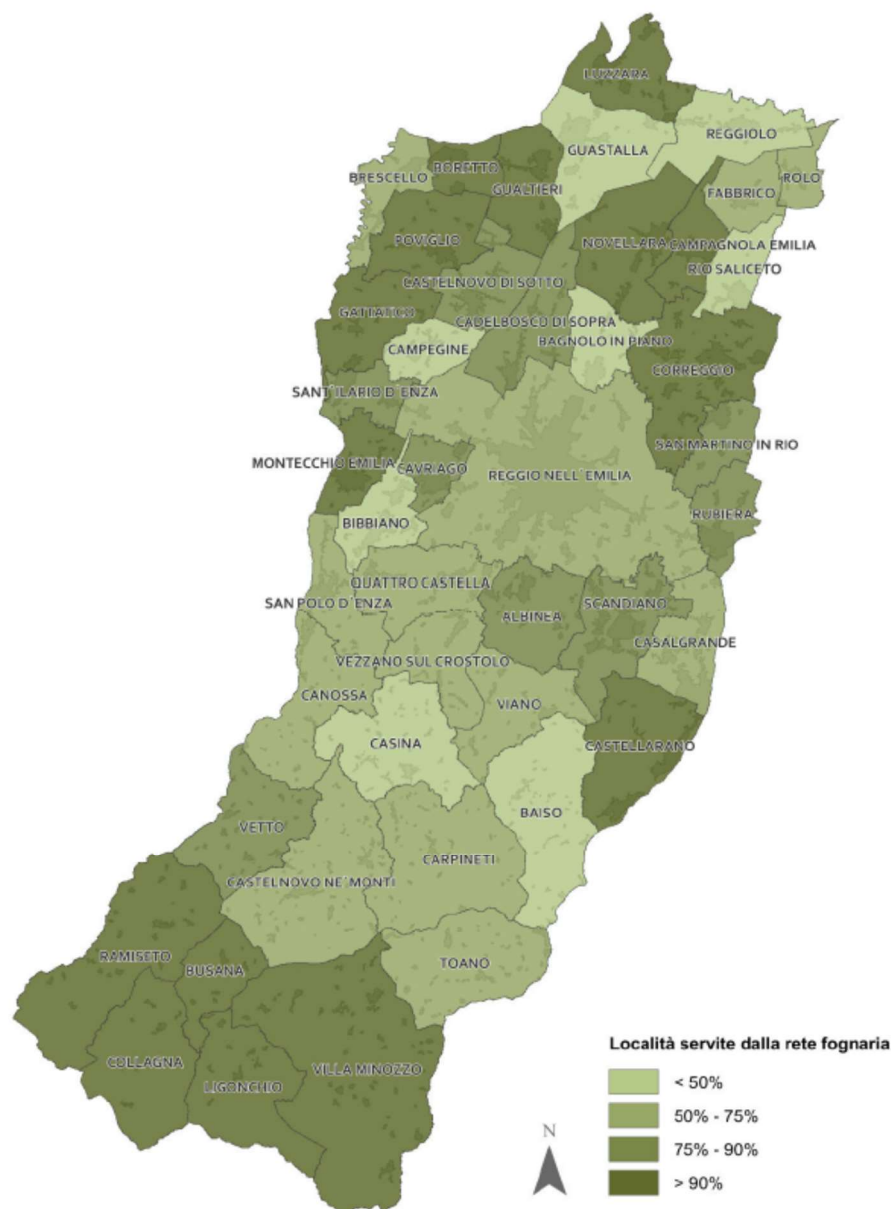 LUZZARA
REGGIOLO
GUASTALLA
BORETTO
BRESCELLO
GUALTIERI
FABBRICO
ROLO
POVIGLIO
NOVELLARA
CAMPAGNOLA EMILIA
RIO SALICETO
CASTELNOVO DI SOTTO
GATTATICO
CADELBOSCO DI SOPRA
BAGNOLO IN PIANO
CAMPEGINE
CORREGGIO
SANT'ILARIO D'ENZA
SAN MARTINO IN RIO
MONTECCHIO EMILIA
CAVRIAGO
REGGIO NELL'EMILIA
RUBIERA
BIBBIANO
QUATTRO CASTELLA
SAN POLO D'ENZA
ALBINEA
SCANDIANO
CASALGRANDE
VEZZANO SUL CROSTOLO
CANOSSA
VIANO
CASINA
CASTELLARANO
BAISO
VETTO
CARPINETI
CASTELNOVO NE'MONTI
RAMISETO
BUSANA
TOANO
COLLAGNA
LIGONCHIO
VILLA MINOZZO
Località servite dalla rete fognaria
< 50%
50% - 75%
75% - 90%
> 90%
N